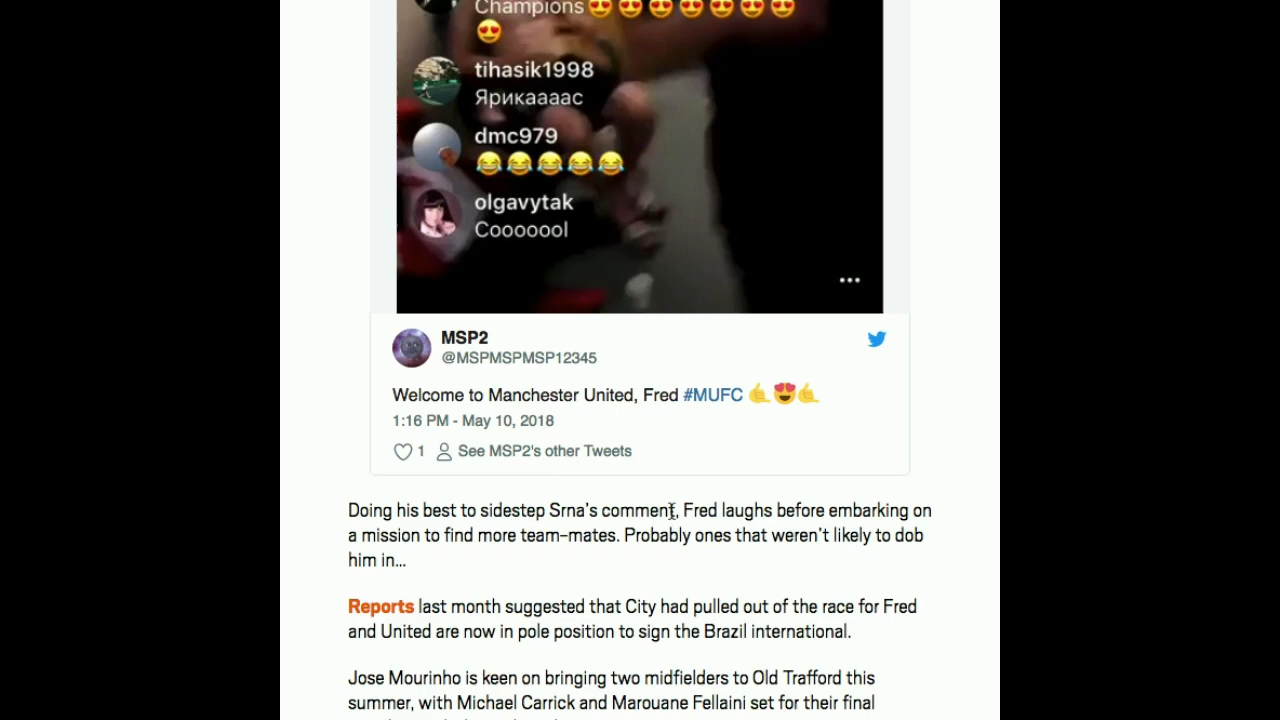 Champions😍😍😍😍😍😍😍
😍
tihasik1998
Ярикаааас
dmc979
😂😂😂😂😂
olgavytak
Cooooool
MSP2
@MSPMSPMSP12345
Welcome to Manchester United, Fred #MUFC 🤙😍🤙
1:16 PM - May 10, 2018
1 See MSP2's other Tweets
Doing his best to sidestep Srna's comment, Fred laughs before embarking on
a mission to find more team-mates. Probably ones that weren't likely to dob
him in...
Reports last month suggested that City had pulled out of the race for Fred
and United are now in pole position to sign the Brazil international.
Jose Mourinho is keen on bringing two midfielders to Old Trafford this
summer, with Michael Carrick and Marouane Fellaini set for their final